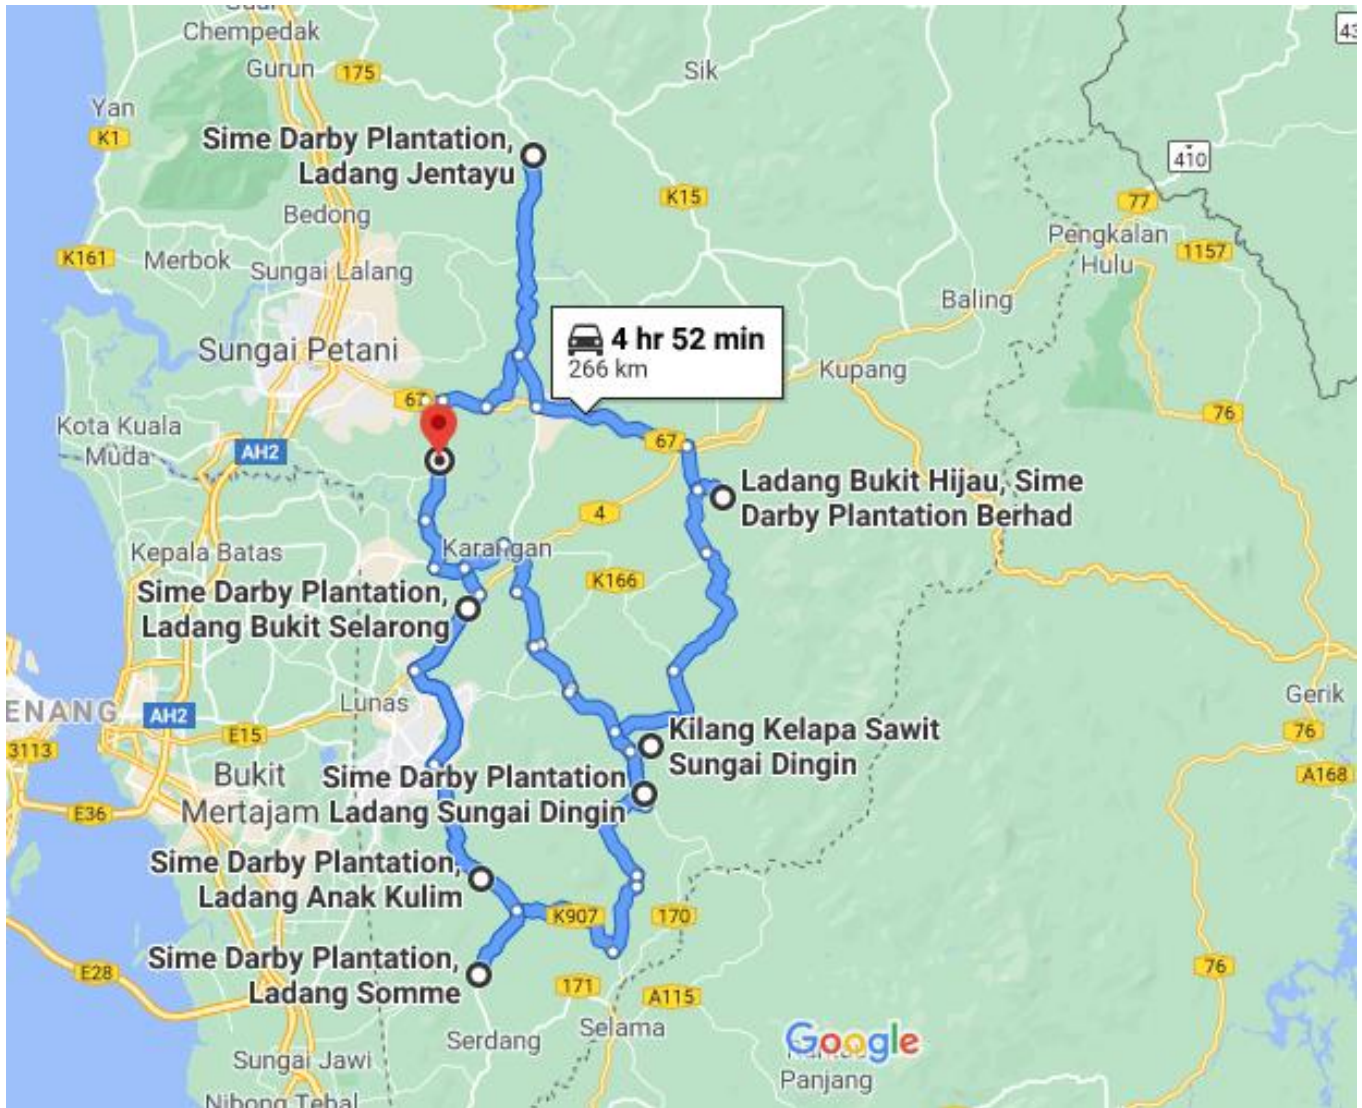 Chempedak
Gurun
175
Sik
43
Yan
K1
Sime Darby Plantation,
Ladang Jentayu
410
K15
77
Bedong
Pengkalan
Hulu
1157
K161
Merbok
Sungai Lalang
Baling
4 hr 52 min
266 km
Sungai Petani
Kupang
67
76
Kota Kuala
Muda
AH2
67
Ladang Bukit Hijau, Sime
Darby Plantation Berhad
4
Kepala Batas
Karangan
K166
Sime Darby Plantation,
Ladang Bukit Selarong
Lunas
Gerik
ENANG
AH2
E15
3113
76
Kilang Kelapa Sawit
Sungai Dingin
A168
Bukit
Mertajam
Sime Darby Plantation
Ladang Sungai Dingin
E36
Sime Darby Plantation,
Ladang Anak Kulim
K907
170
Sime Darby Plantation,
Ladang Somme
E28
76
171
A115
Serdang
Selama
Google
Panjang
Sungai Jawi
Nibong Tebal